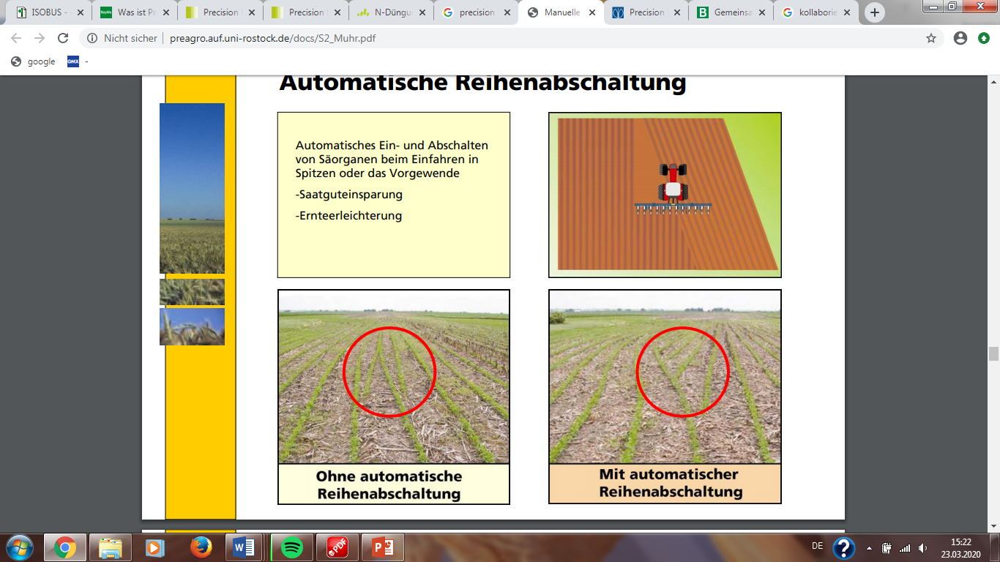 ISOBUS -
BayWa
Was ist Pr
Precision
Precision
N-Düngu
precision
Manuelle
Precision
Gemeinsa
kollaborie
Nicht sicher
preagro.auf.uni-rostock.de/docs/S2_Muhr.pdf
google
GMX
-
Automatische Reihenabschaltung
Automatisches Ein- und Abschalten
von Säorganen beim Einfahren in
Spitzen oder das Vorgewende
-Saatguteinsparung
-Ernteerleichterung
Ohne automatische
Reihenabschaltung
Mit automatischer
Reihenabschaltung
DE
15:22
23.03.2020